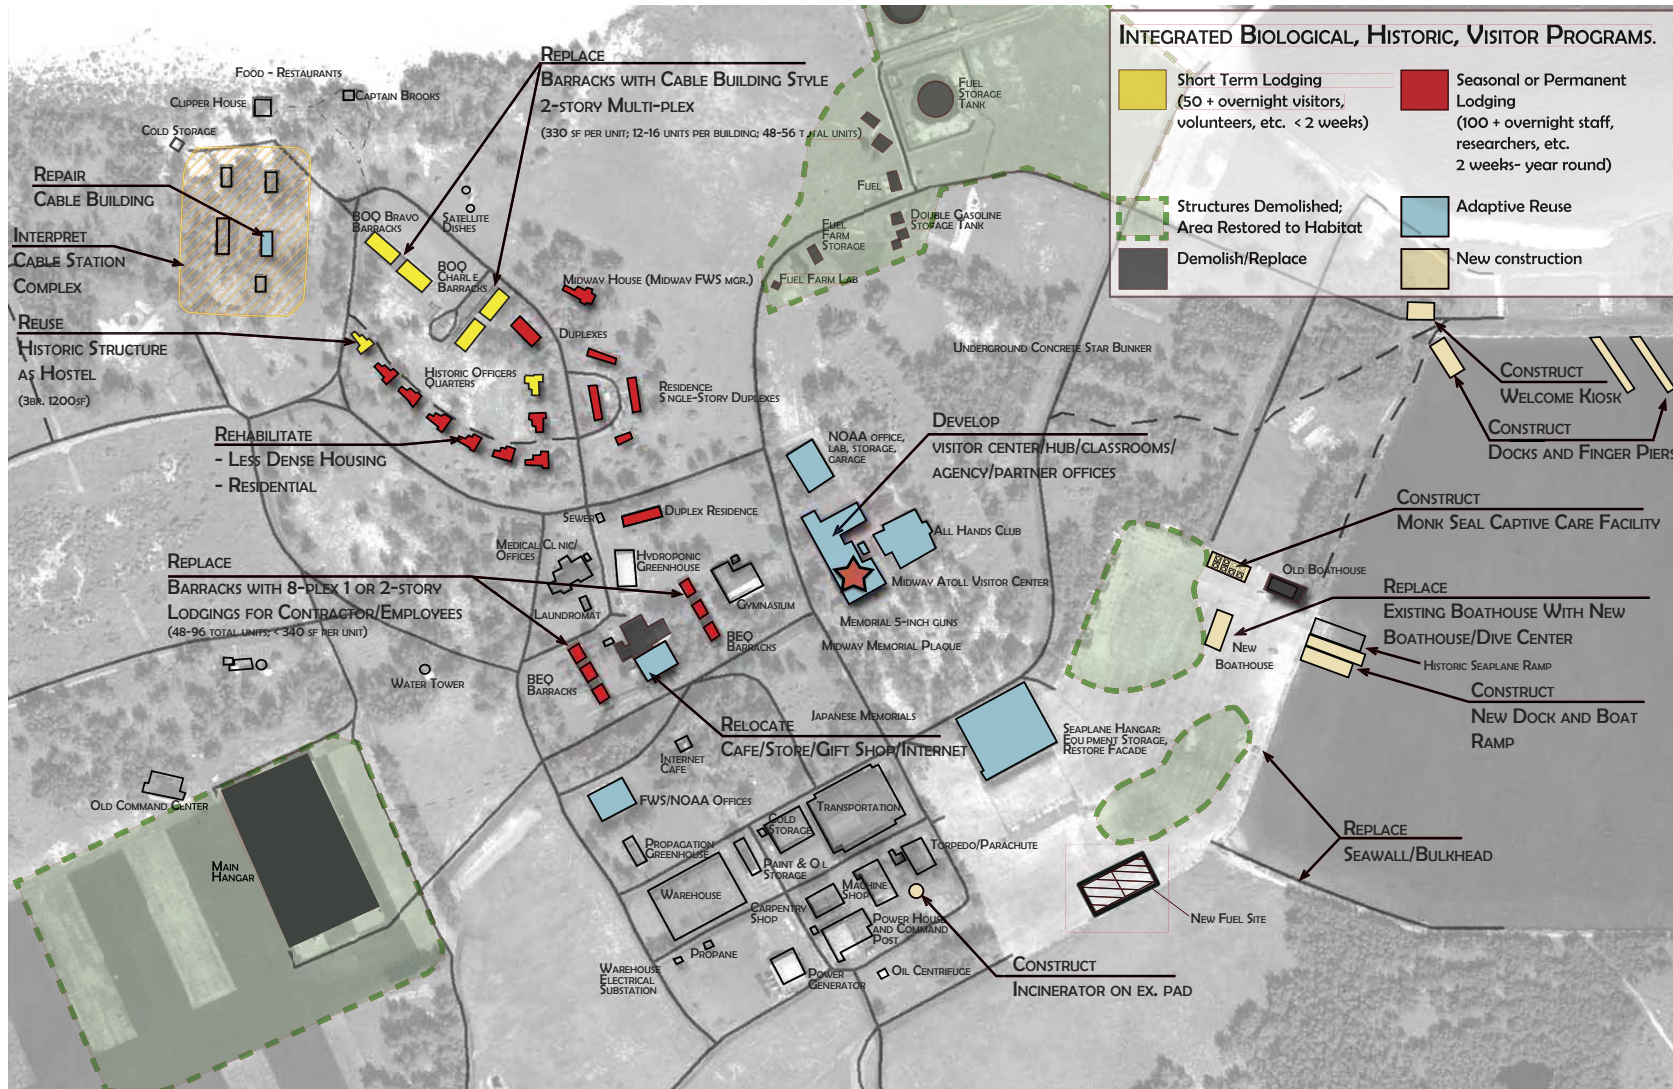 Integrated Biological, Historic, Visitor Programs.
Short Term Lodging
(50 + overnight visitors,
volunteers, etc. < 2 weeks)
Seasonal or Permanent
Lodging
(100 + overnight staff,
researchers, etc.
2 weeks- year round)
Structures Demolished;
Area Restored to Habitat
Adaptive Reuse
Demolish/Replace
New construction
Replace
Barracks with Cable Building Style
2-story Multi-plex
(330 sf per unit; 12-16 units per building; 48-56 total units)
Food - Restaurants
Clipper House
Captain Brooks
Cold Storage
Repair
Cable Building
Interpret
Cable Station
Complex
Reuse
Historic Structure
as Hostel
(3br. 1200sf)
BOQ Bravo
Barracks
Satellite
Dishes
BOQ
Charlie
Barracks
Midway House (Midway FWS mgr.)
Duplexes
Historic Officers
Quarters
Residence:
Single-Story Duplexes
Rehabilitate
- Less Dense Housing
- Residential
Fuel
Storage
Tank
Fuel
Double Gasoline
Storage Tank
Fuel
Farm
Storage
Fuel Farm Lab
Underground Concrete Star Bunker
Construct
Welcome Kiosk
Construct
Docks and Finger Piers
Develop
visitor center/hub/classrooms/
agency/partner offices
NOAA office,
lab, storage,
garage
All Hands Club
Midway Atoll Visitor Center
Memorial 5-inch guns
Midway Memorial Plaque
Construct
Monk Seal Captive Care Facility
Old Boathouse
Replace
Existing Boathouse With New
Boathouse/Dive Center
New
Boathouse
Historic Seaplane Ramp
Construct
New Dock and Boat
Ramp
Sewer
Duplex Residence
Medical Clinic/
Offices
Hydroponic
Greenhouse
Gymnasium
Laundromat
Replace
Barracks with 8-plex 1 or 2-story
Lodgings for Contractor/Employees
(48-96 total units; < 340 sf per unit)
BEQ
Barracks
BEQ
Barracks
Water Tower
Relocate
Cafe/Store/Gift Shop/Internet
Japanese Memorials
Seaplane Hangar:
Equipment Storage,
Restore Facade
Internet
Cafe
FWS/NOAA Offices
Old Command Center
Main
Hangar
Propagation
Greenhouse
Cold
Storage
Transportation
Paint & Oil
Storage
Torpedo/Parachute
Warehouse
Machine
Shop
Carpentry
Shop
Power House
and Command
Post
Propane
Warehouse
Electrical
Substation
Power
Generator
Oil Centrifuge
Construct
Incinerator on ex. pad
New Fuel Site
Replace
Seawall/Bulkhead